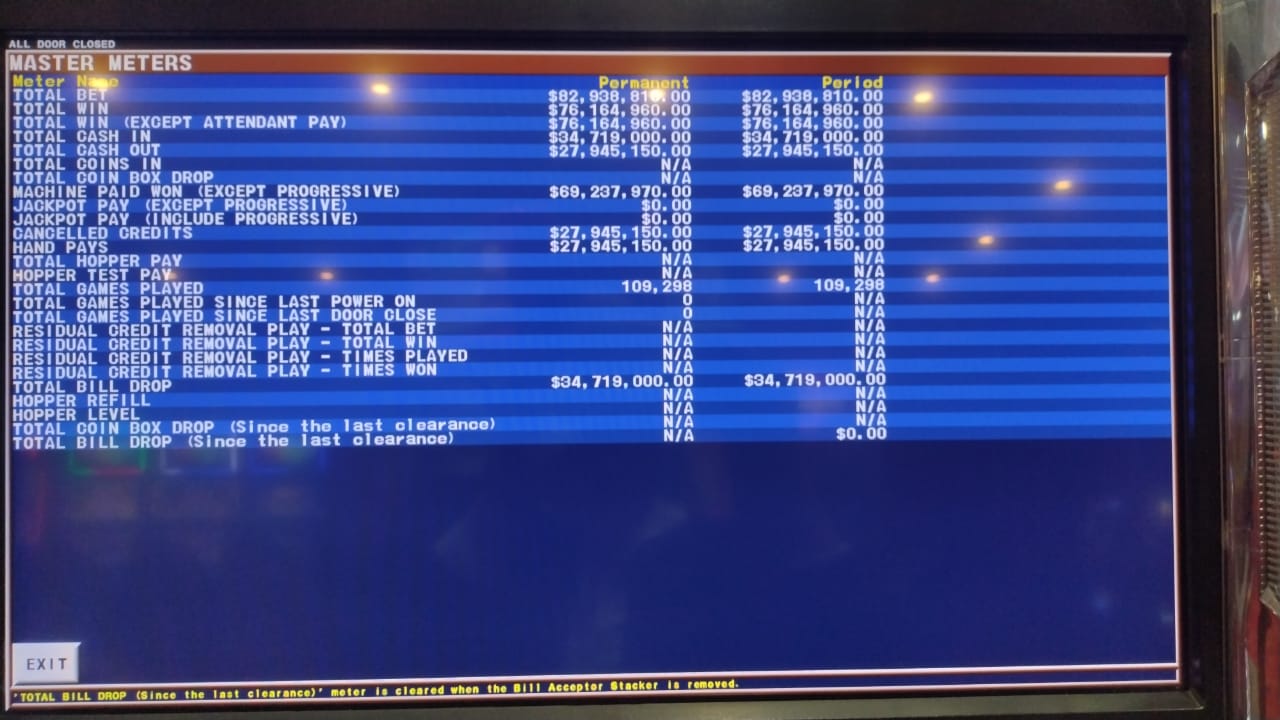 ALL DOOR CLOSED
MASTER METERS
Meter Name Permanent Period
TOTAL BET $82,938,810.00 $82,938,810.00
TOTAL WIN $76,164,960.00 $76,164,960.00
TOTAL WIN (EXCEPT ATTENDANT PAY) $76,164,960.00 $76,164,960.00
TOTAL CASH IN $34,719,000.00 $34,719,000.00
TOTAL CASH OUT $27,945,150.00 $27,945,150.00
TOTAL COINS IN N/A N/A
TOTAL COIN BOX DROP N/A N/A
MACHINE PAID WON (EXCEPT PROGRESSIVE) $69,237,970.00 $69,237,970.00
JACKPOT PAY (EXCEPT PROGRESSIVE) $0.00 $0.00
JACKPOT PAY (INCLUDE PROGRESSIVE) $0.00 $0.00
CANCELLED CREDITS $27,945,150.00 $27,945,150.00
HAND PAYS $27,945,150.00 $27,945,150.00
TOTAL HOPPER PAY N/A N/A
HOPPER TEST PAY N/A N/A
TOTAL GAMES PLAYED 109,298 109,298
TOTAL GAMES PLAYED SINCE LAST POWER ON 0 N/A
TOTAL GAMES PLAYED SINCE LAST DOOR CLOSE 0 N/A
RESIDUAL CREDIT REMOVAL PLAY - TOTAL BET N/A N/A
RESIDUAL CREDIT REMOVAL PLAY - TOTAL WIN N/A N/A
RESIDUAL CREDIT REMOVAL PLAY - TIMES PLAYED N/A N/A
RESIDUAL CREDIT REMOVAL PLAY - TIMES WON N/A N/A
TOTAL BILL DROP $34,719,000.00 $34,719,000.00
HOPPER REFILL N/A N/A
HOPPER LEVEL N/A N/A
TOTAL COIN BOX DROP (Since the last clearance) N/A N/A
TOTAL BILL DROP (Since the last clearance) N/A $0.00
EXIT
'TOTAL BILL DROP (Since the last clearance)' meter is cleared when the Bill Acceptor Stacker is removed.